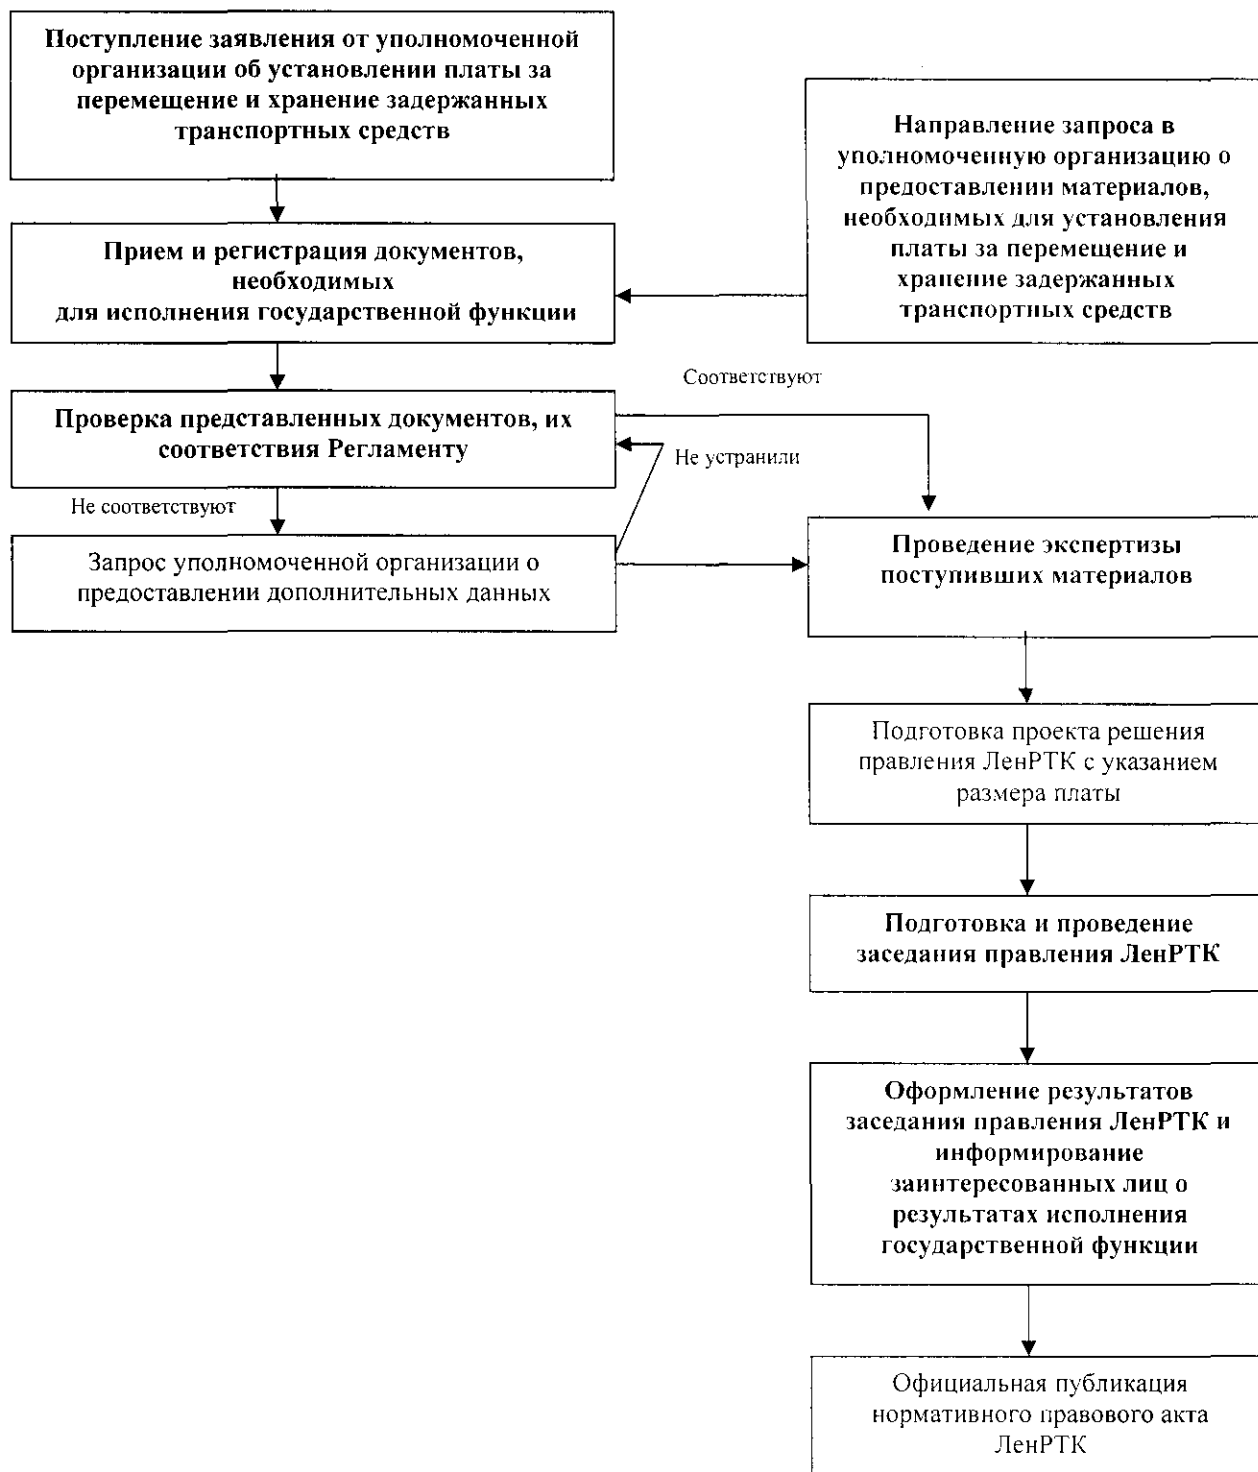 Поступление заявления от уполномоченной
организации об установлении платы за
перемещение и хранение задержанных
транспортных средств
Направление запроса в
уполномоченную организацию о
предоставлении материалов,
необходимых для установления
платы за перемещение и
хранение задержанных
транспортных средств
Прием и регистрация документов,
необходимых
для исполнения государственной функции
Соответствуют
Проверка представленных документов, их
соответствия Регламенту
Не устранили
Не соответствуют
Запрос уполномоченной организации о
предоставлении дополнительных данных
Проведение экспертизы
поступивших материалов
Подготовка проекта решения
правления ЛенРТК с указанием
размера платы
Подготовка и проведение
заседания правления ЛенРТК
Оформление результатов
заседания правления ЛенРТК и
информирование
заинтересованных лиц о
результатах исполнения
государственной функции
Официальная публикация
нормативного правового акта
ЛенРТК